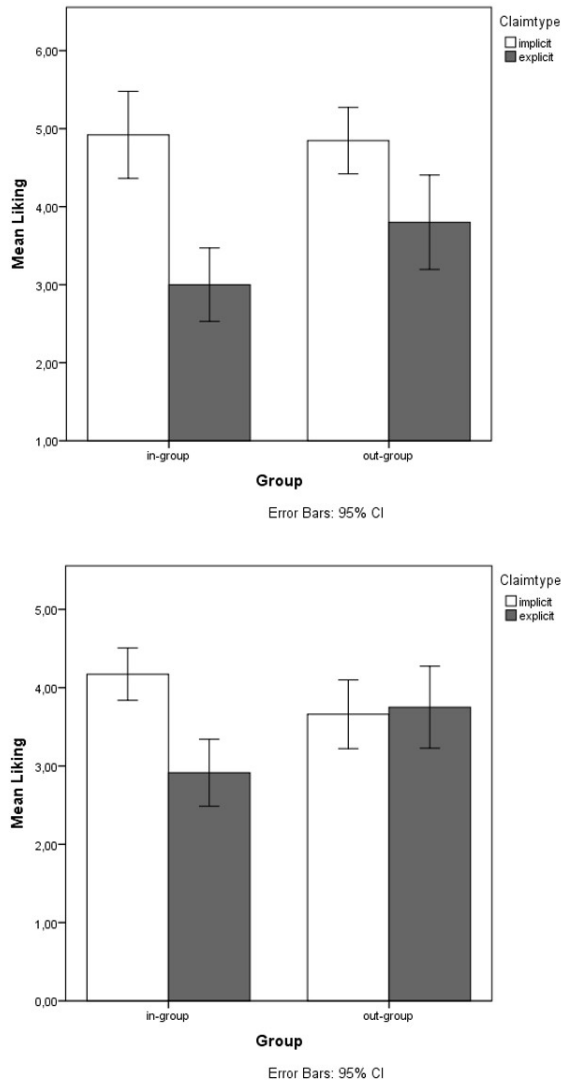 Claimtype
implicit
explicit
6,00
5,00
4,00
3,00
2,00
1,00
Mean Liking
in-group
out-group
Group
Error Bars: 95% CI
Claimtype
implicit
explicit
5,00
4,00
3,00
2,00
1,00
0,00
Mean Liking
in-group
out-group
Group
Error Bars: 95% CI